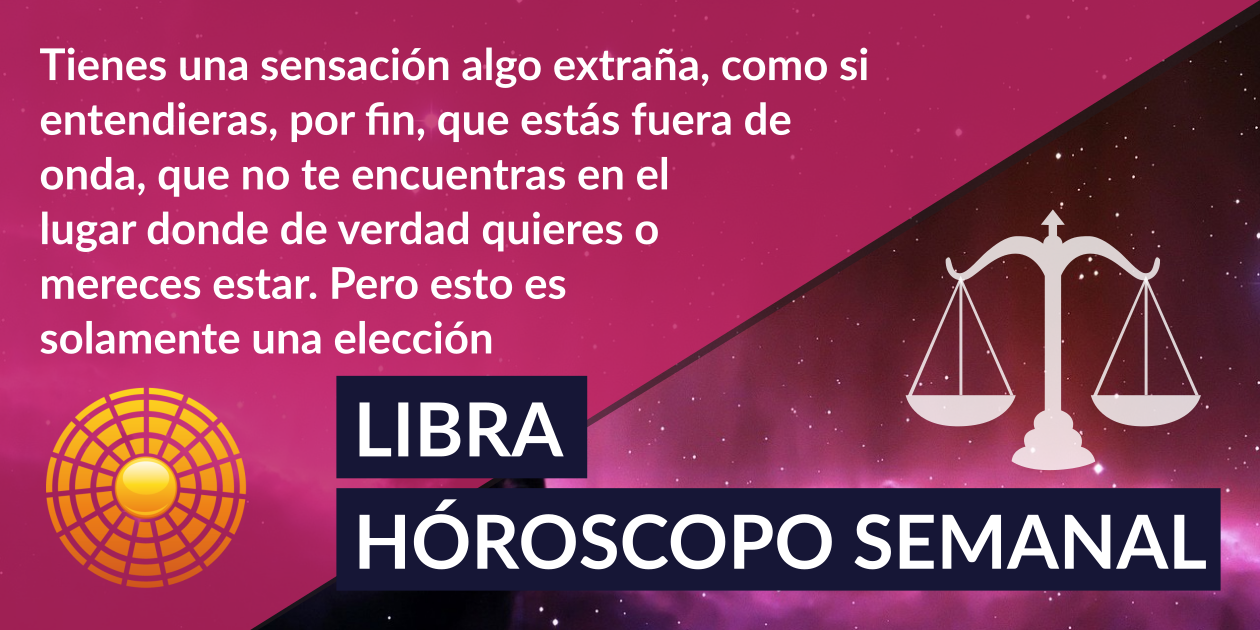 Tienes una sensación algo extraña, como si
entendieras, por fin, que estás fuera de
onda, que no te encuentras en el
lugar donde de verdad quieres o
mereces estar. Pero esto es
solamente una elección
LIBRA
HÓROSCOPO SEMANAL